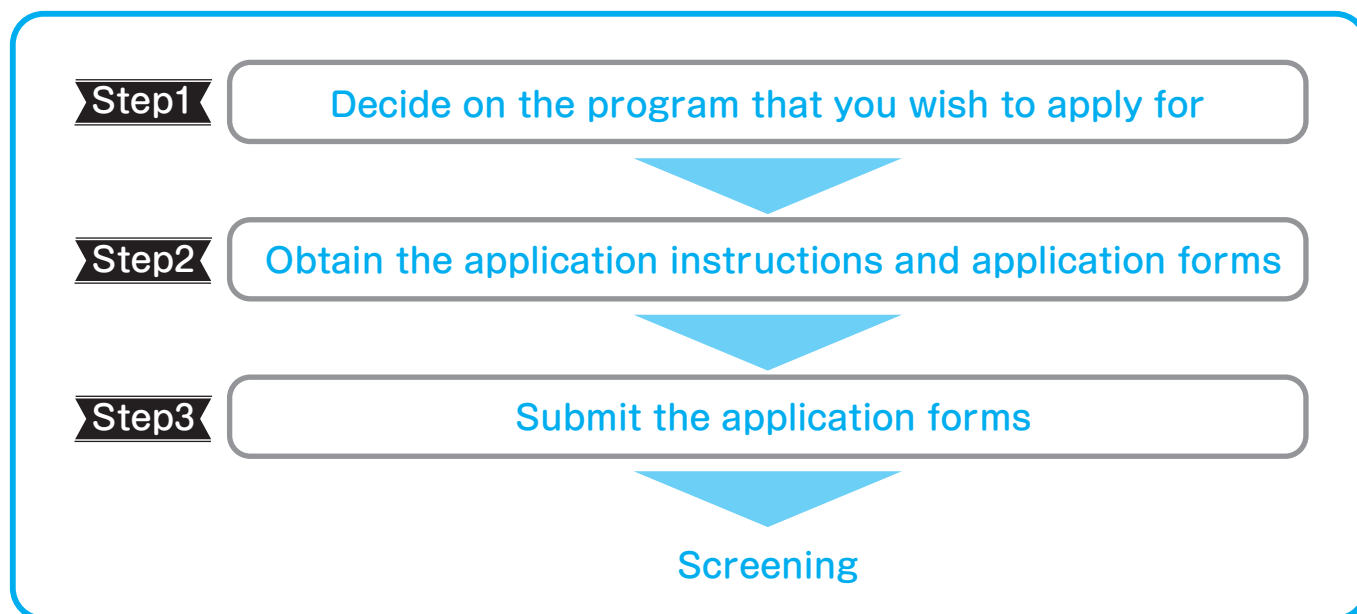 Step1 Decide on the program that you wish to apply for
Step2 Obtain the application instructions and application forms
Step3 Submit the application forms
Screening